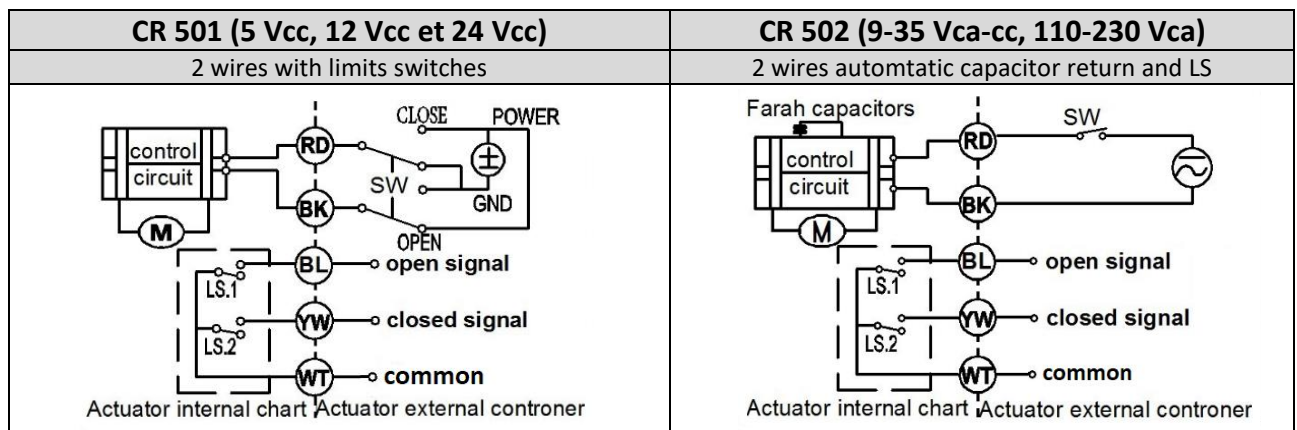 CR 501 (5 Vcc, 12 Vcc et 24 Vcc)
2 wires with limits switches
control
circuit
M
RD
BK
CLOSE
POWER
SW
GND
OPEN
BL
open signal
LS.1
YW
closed signal
LS.2
WT
common
Actuator internal chart
Actuator external controner
CR 502 (9-35 Vca-cc, 110-230 Vca)
2 wires automtatic capacitor return and LS
Farah capacitors
control
circuit
M
RD
SW
BK
BL
open signal
LS.1
YW
closed signal
LS.2
WT
common
Actuator internal chart
Actuator external controner